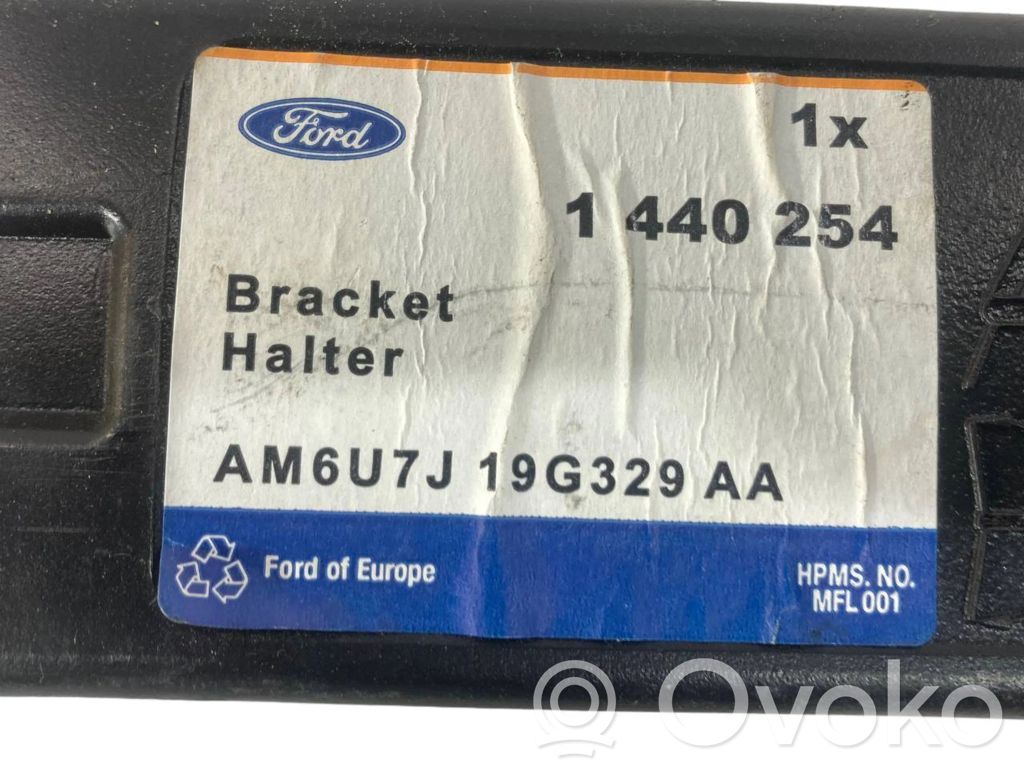 Ford
1x
1 440 254
Bracket
Halter
AM6U7J 19G329 AA
Ford of Europe
HPMS. NO.
MFL 001
© Ovoko